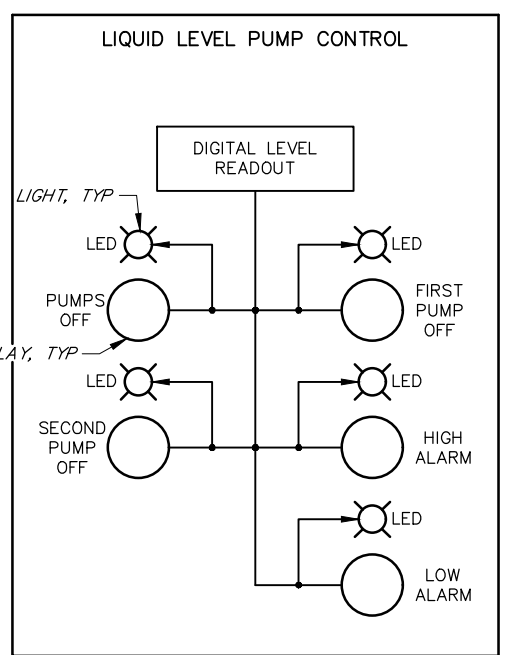 LIQUID LEVEL PUMP CONTROL
DIGITAL LEVEL
READOUT
LIGHT, TYP
LED
LED
PUMPS
OFF
FIRST
PUMP
OFF
LAY, TYP
LED
LED
SECOND
PUMP
OFF
HIGH
ALARM
LED
LOW
ALARM